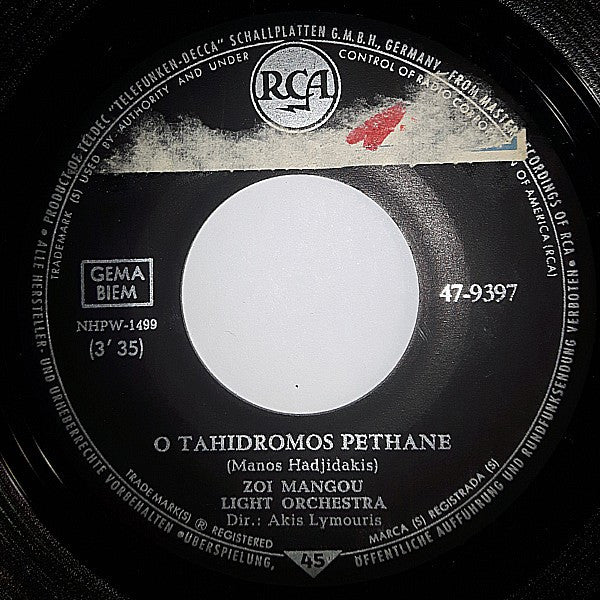 PRODUCT OF TELDEC "TELEFUNKEN-DECCA" SCHALLPLATTEN G.M.B.H., GERMANY - FROM MASTER RECORDINGS OF RCA
TRADEMARK (S) USED BY AUTHORITY AND UNDER CONTROL OF RADIO CORPO
N OF AMERICA (RCA)
RCA
GEMA
BIEM
47-9397
NHPW-1499
(3' 35)
O TAHIDROMOS PETHANE
(Manos Hadjidakis)
ZOI MANGOU
LIGHT ORCHESTRA
Dir.: Akis Lymouris
TRADEMARK(S) ® REGISTERED
MARCA (S) REGISTRADA (S)
45
• ALLE HERSTELLER- UND URHEBERRECHTE VORBEHALTEN • ÜBERSPIELUNG, ÖFFENTLICHE AUFFÜHRUNG UND RUNDFUNKSENDUNG VERBOTEN •